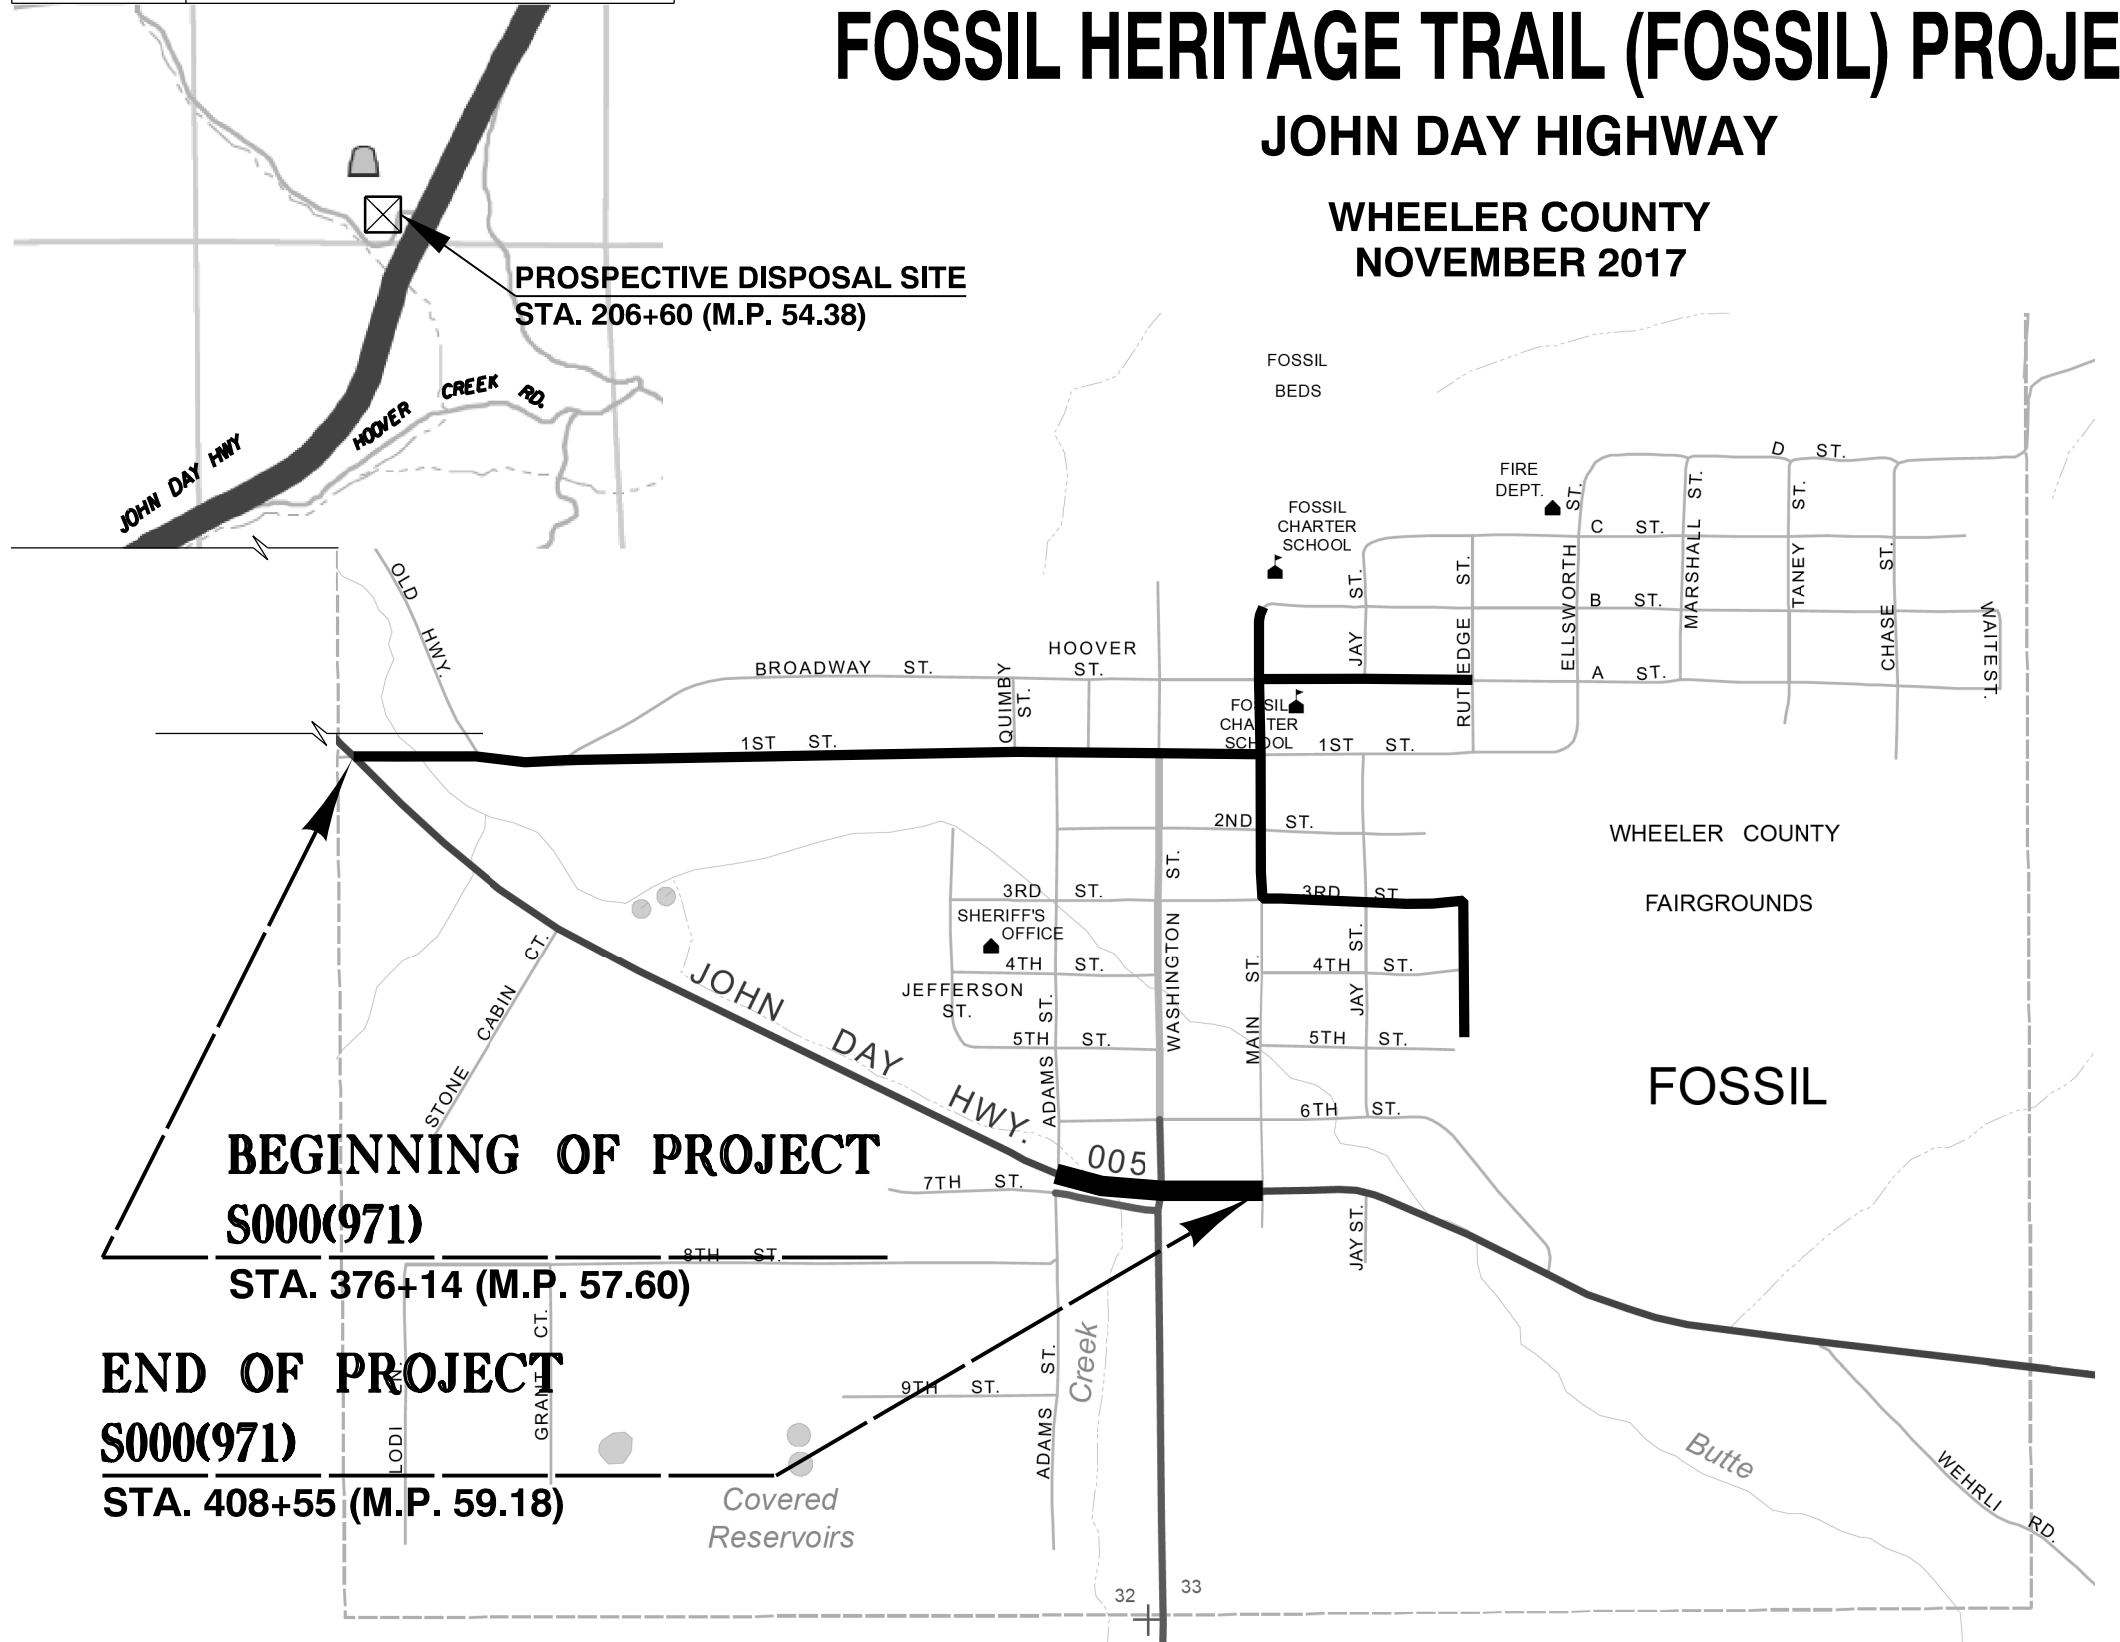 FOSSIL HERITAGE TRAIL (FOSSIL) PROJE
JOHN DAY HIGHWAY
WHEELER COUNTY
NOVEMBER 2017
PROSPECTIVE DISPOSAL SITE
STA. 206+60 (M.P. 54.38)
HOOVER CREEK RD.
JOHN DAY HWY
FOSSIL
BEDS
D ST.
FIRE
DEPT.
FOSSIL
CHARTER
SCHOOL
C ST.
B ST.
A ST.
JAY ST.
RUTLEDGE ST.
ELLSWORTH ST.
MARSHALL ST.
TANEY ST.
CHASE ST.
WAITE ST.
OLD HWY.
BROADWAY ST.
HOOVER
ST.
QUIMBY
ST.
FOSSIL
CHARTER
SCHOOL
1ST ST.
1ST ST.
2ND ST.
WHEELER COUNTY
FAIRGROUNDS
3RD ST.
3RD ST.
SHERIFF'S
OFFICE
4TH ST.
4TH ST.
JEFFERSON
ST.
5TH ST.
5TH ST.
ADAMS ST.
WASHINGTON ST.
MAIN ST.
JAY ST.
STONE CABIN CT.
JOHN DAY HWY.
005
6TH ST.
FOSSIL
7TH ST.
JAY ST.
BEGINNING OF PROJECT
S000(971)
STA. 376+14 (M.P. 57.60)
8TH ST.
END OF PROJECT
S000(971)
STA. 408+55 (M.P. 59.18)
LODI LN.
GRANT CT.
9TH ST.
ADAMS ST.
Creek
Butte
Covered
Reservoirs
WEHRLI RD.
32
33